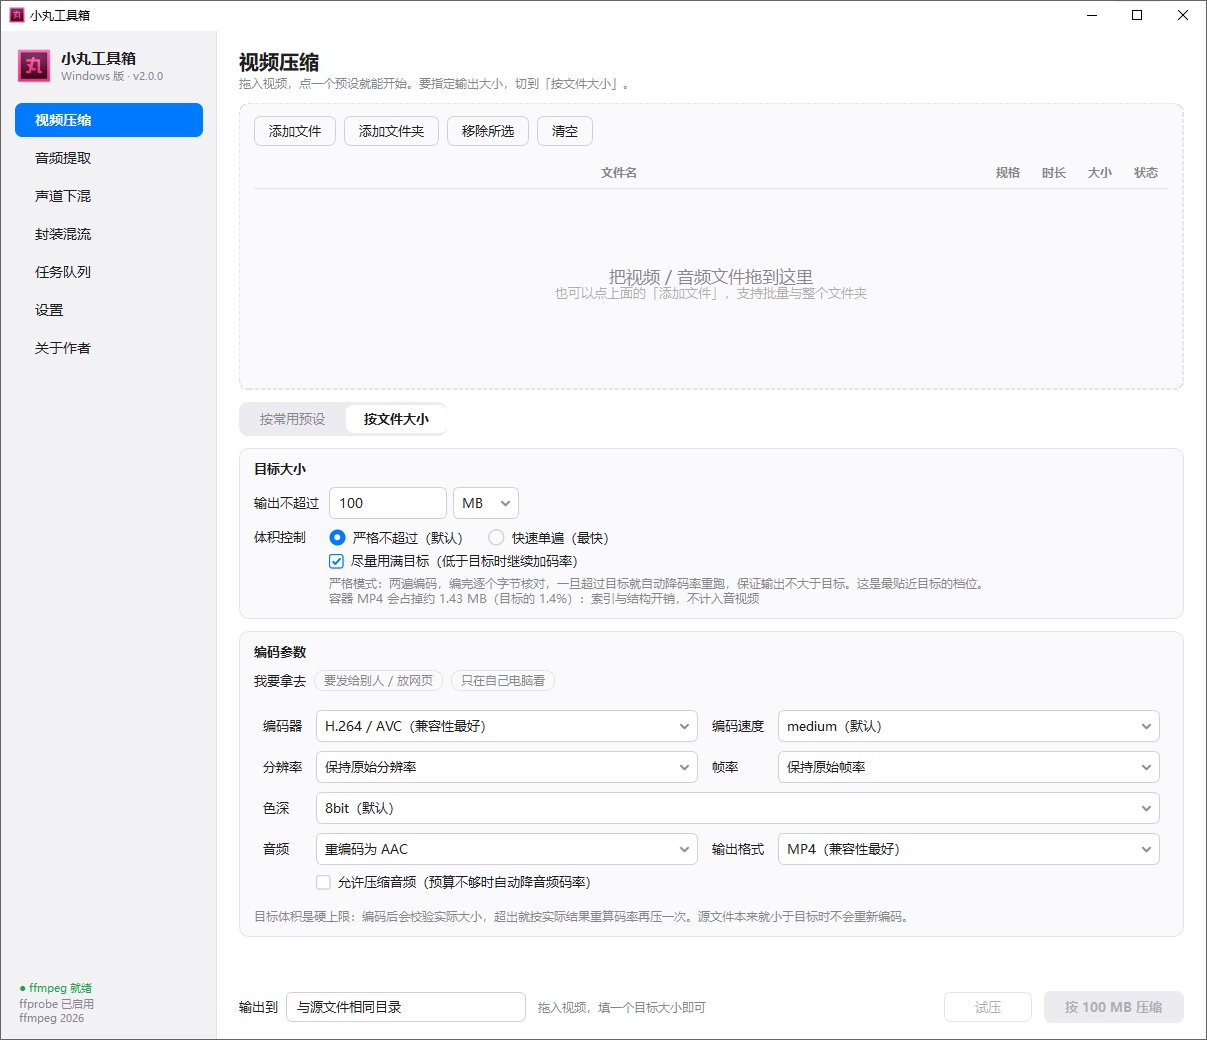 小丸工具箱
丸
小丸工具箱
Windows 版 · v2.0.0
视频压缩
音频提取
声道下混
封装混流
任务队列
设置
关于作者
● ffmpeg 就绪
ffprobe 已启用
ffmpeg 2026
视频压缩
拖入视频，点一个预设就能开始。要指定输出大小，切到「按文件大小」。
添加文件 添加文件夹 移除所选 清空
文件名 规格 时长 大小 状态
把视频 / 音频文件拖到这里
也可以点上面的「添加文件」，支持批量与整个文件夹
按常用预设 按文件大小
目标大小
输出不超过 100 MB
体积控制 严格不超过（默认） 快速单遍（最快）
尽量用满目标（低于目标时继续加码率）
严格模式：两遍编码，编完逐个字节核对，一旦超过目标就自动降码率重跑，保证输出不大于目标。这是最贴近目标的档位。
容器 MP4 会占掉约 1.43 MB（目标的 1.4%）：索引与结构开销，不计入音视频
编码参数
我要拿去 要发给别人 / 放网页 只在自己电脑看
编码器 H.264 / AVC（兼容性最好） 编码速度 medium（默认）
分辨率 保持原始分辨率 帧率 保持原始帧率
色深 8bit（默认）
音频 重编码为 AAC 输出格式 MP4（兼容性最好）
允许压缩音频（预算不够时自动降音频码率）
目标体积是硬上限：编码后会校验实际大小，超出就按实际结果重算码率再压一次。源文件本来就小于目标时不会重新编码。
输出到 与源文件相同目录 拖入视频，填一个目标大小即可 试压 按 100 MB 压缩